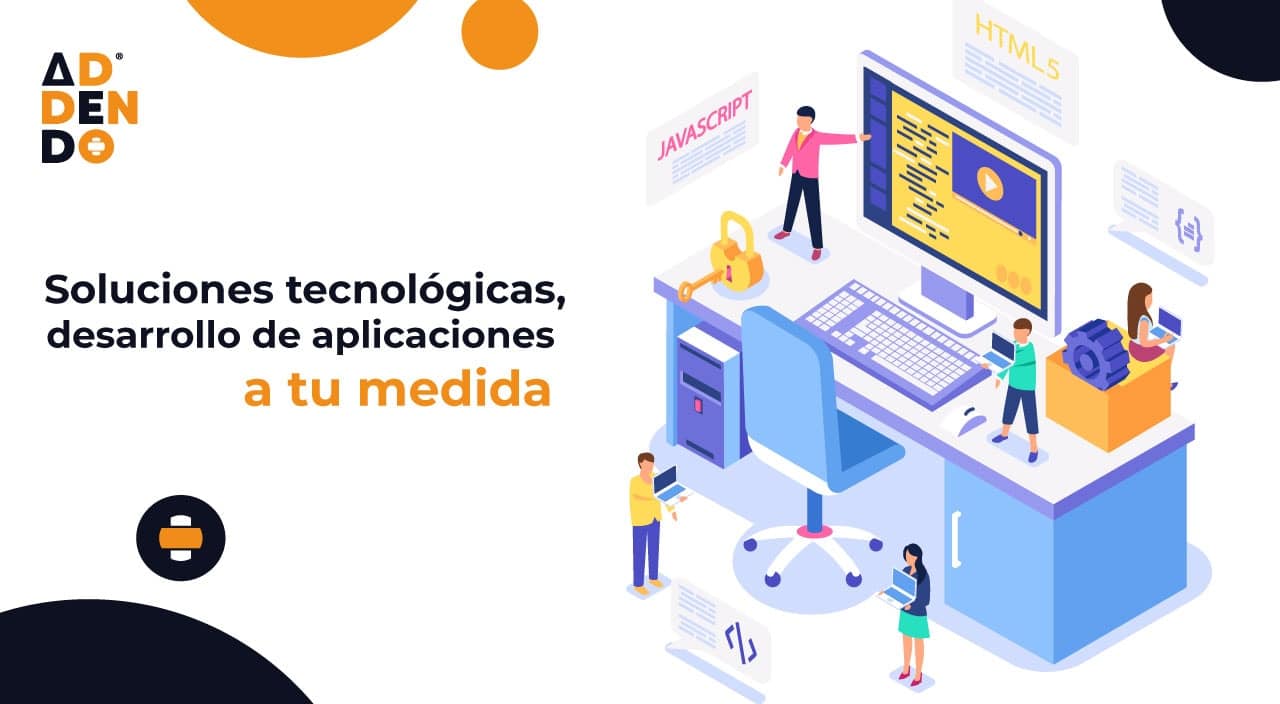 AD®
DEN
DO
Soluciones tecnológicas,
desarrollo de aplicaciones
a tu medida
JAVASCRIPT
HTML5